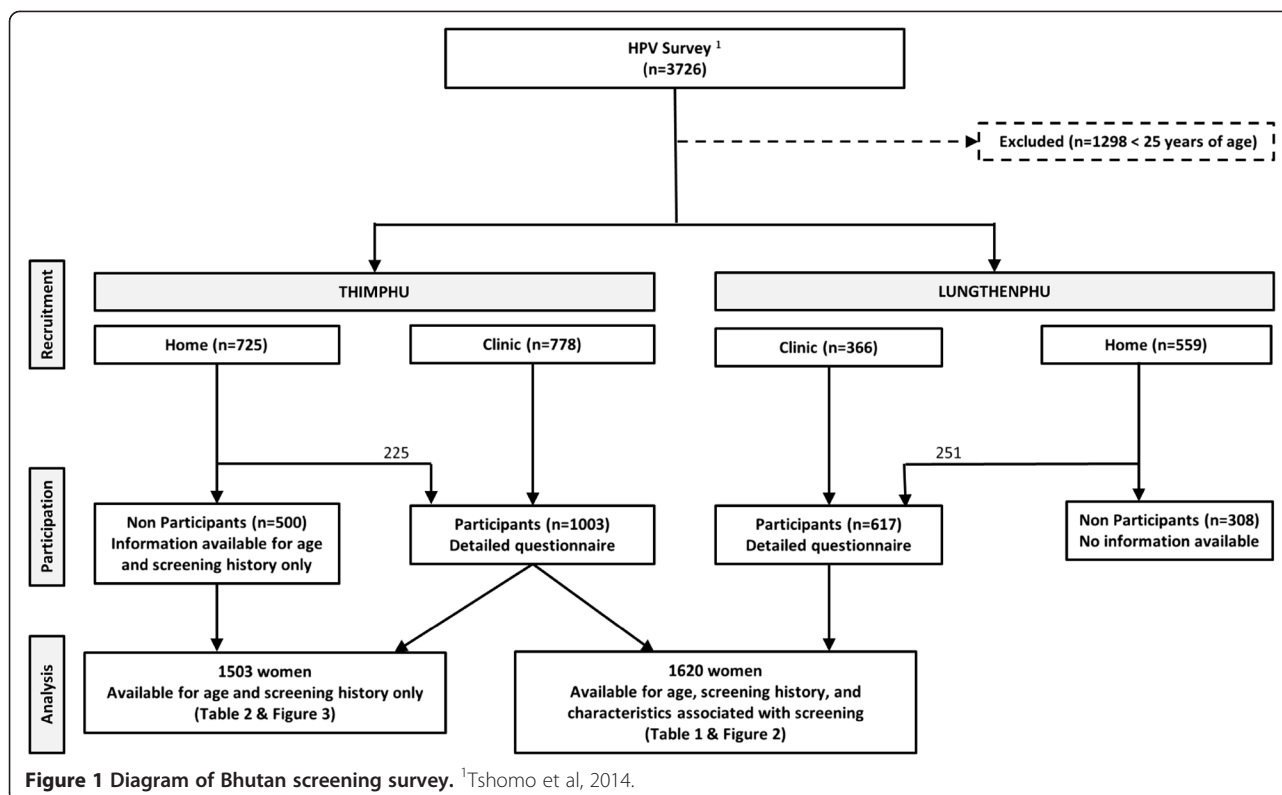 HPV Survey 1
(n=3726)
Excluded (n=1298 < 25 years of age)
Recruitment
THIMPHU
LUNGTHENPHU
Home (n=725)
Clinic (n=778)
Clinic (n=366)
Home (n=559)
225
251
Participation
Non Participants (n=500)
Information available for age
and screening history only
Participants (n=1003)
Detailed questionnaire
Participants (n=617)
Detailed questionnaire
Non Participants (n=308)
No information available
Analysis
1503 women
Available for age and screening history only
(Table 2 & Figure 3)
1620 women
Available for age, screening history, and
characteristics associated with screening
(Table 1 & Figure 2)
Figure 1 Diagram of Bhutan screening survey. 1Tshomo et al, 2014.